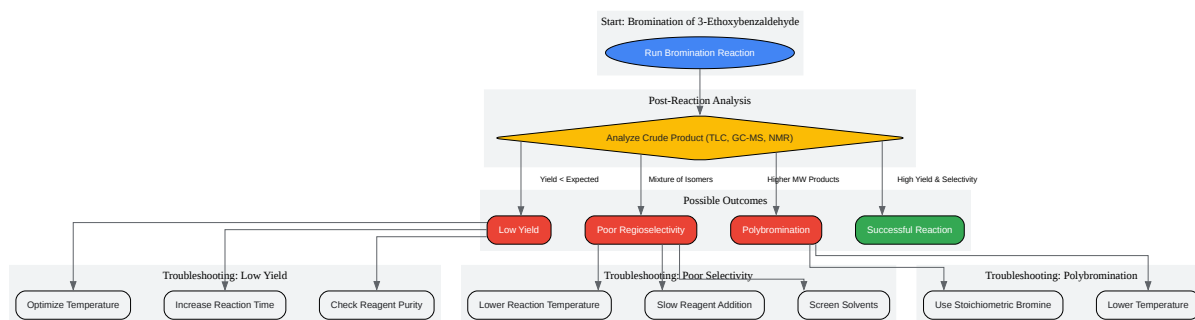 Start: Bromination of 3-Ethoxybenzaldehyde
Run Bromination Reaction
Post-Reaction Analysis
Analyze Crude Product (TLC, GC-MS, NMR)
Yield < Expected
Mixture of Isomers
Higher MW Products
High Yield & Selectivity
Possible Outcomes
Low Yield
Poor Regioselectivity
Polybromination
Successful Reaction
Troubleshooting: Low Yield
Troubleshooting: Poor Selectivity
Troubleshooting: Polybromination
Optimize Temperature
Increase Reaction Time
Check Reagent Purity
Lower Reaction Temperature
Slow Reagent Addition
Screen Solvents
Use Stoichiometric Bromine
Lower Temperature